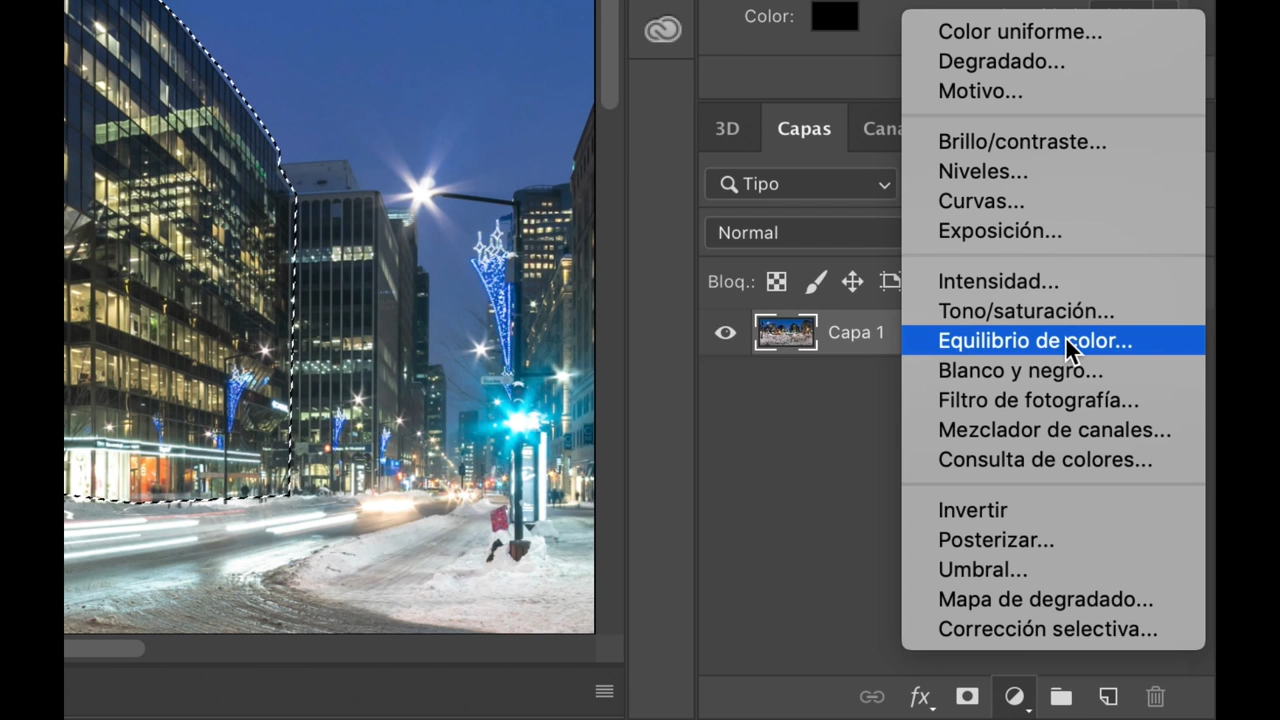 Color:
3D
Capas
Cana
Tipo
Normal
Bloq.:
Capa 1
fx
Color uniforme...
Degradado...
Motivo...
Brillo/contraste...
Niveles...
Curvas...
Exposición...
Intensidad...
Tono/saturación...
Equilibrio de color...
Blanco y negro...
Filtro de fotografía...
Mezclador de canales...
Consulta de colores...
Invertir
Posterizar...
Umbral...
Mapa de degradado...
Corrección selectiva...